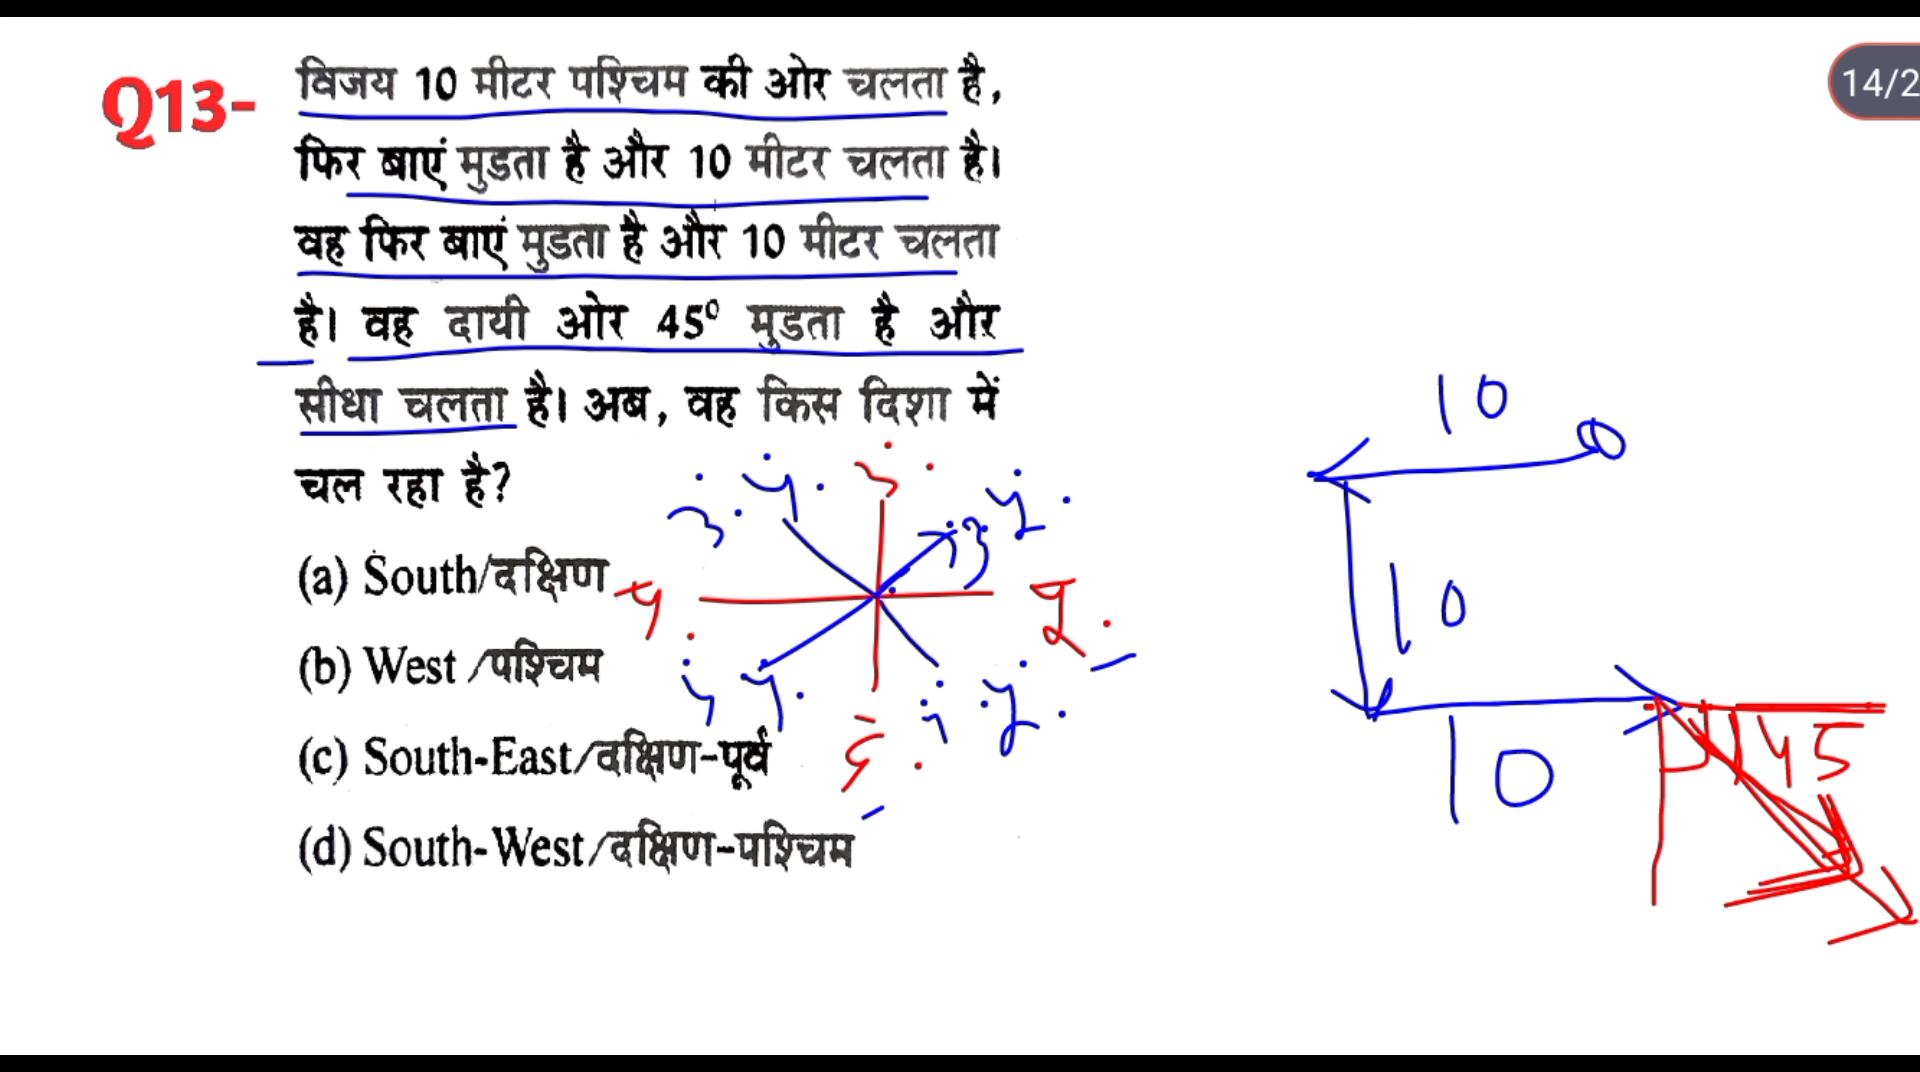 Q13-
विजय 10 मीटर पश्चिम की ओर चलता है,
फिर बाएं मुडता है और 10 मीटर चलता है।
वह फिर बाएं मुडता है और 10 मीटर चलता
है। वह दायी ओर 45⁰ मुडता है और
सीधा चलता है। अब, वह किस दिशा में
चल रहा है?
(a) South/दक्षिण
(b) West /पश्चिम
(c) South-East/दक्षिण-पूर्व
(d) South-West/दक्षिण-पश्चिम
14/2
10
10
10
45